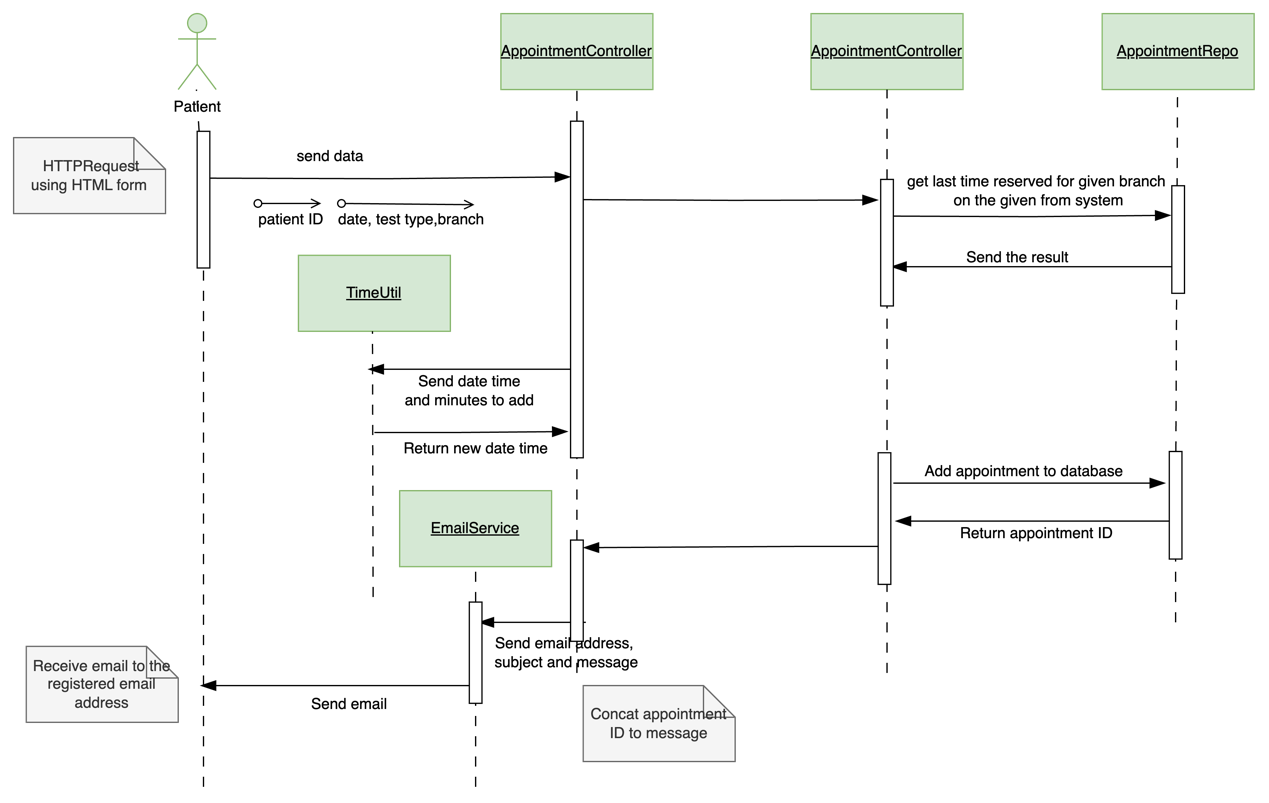 AppointmentController
AppointmentController
AppointmentRepo
Patient
HTTPRequest
using HTML form
send data
patient ID
date, test type,branch
get last time reserved for given branch
on the given from system
Send the result
TimeUtil
Send date time
and minutes to add
Return new date time
Add appointment to database
Return appointment ID
EmailService
Send email address,
subject and message
Receive email to the
registered email
address
Send email
Concat appointment
ID to message